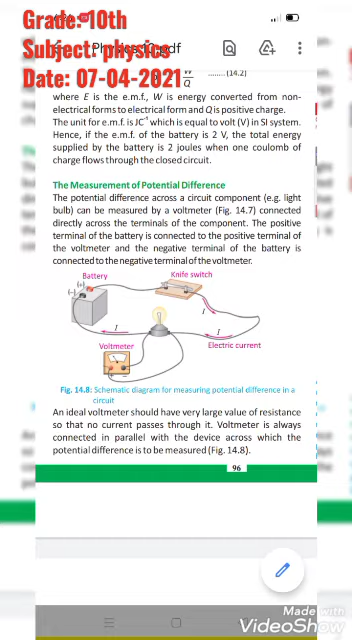 Grate: 10th
Subject: physics
Date: 07-04-2021
Physics 10.pdf
W
Q ........ (14.2)
where E is the e.m.f., W is energy converted from non-
electrical forms to electrical form and Q is positive charge.
The unit for e.m.f. is JC⁻¹ which is equal to volt (V) in SI system.
Hence, if the e.m.f. of the battery is 2 V, the total energy
supplied by the battery is 2 joules when one coulomb of
charge flows through the closed circuit.
The Measurement of Potential Difference
The potential difference across a circuit component (e.g. light
bulb) can be measured by a voltmeter (Fig. 14.7) connected
directly across the terminals of the component. The positive
terminal of the battery is connected to the positive terminal of
the voltmeter and the negative terminal of the battery is
connected to the negative terminal of the voltmeter.
Battery
Knife switch
(+)
(-)
I
I
I
Voltmeter
Electric current
Fig. 14.8: Schematic diagram for measuring potential difference in a
circuit
An ideal voltmeter should have very large value of resistance
so that no current passes through it. Voltmeter is always
connected in parallel with the device across which the
potential difference is to be measured (Fig. 14.8).
96
Made with
VideoShow